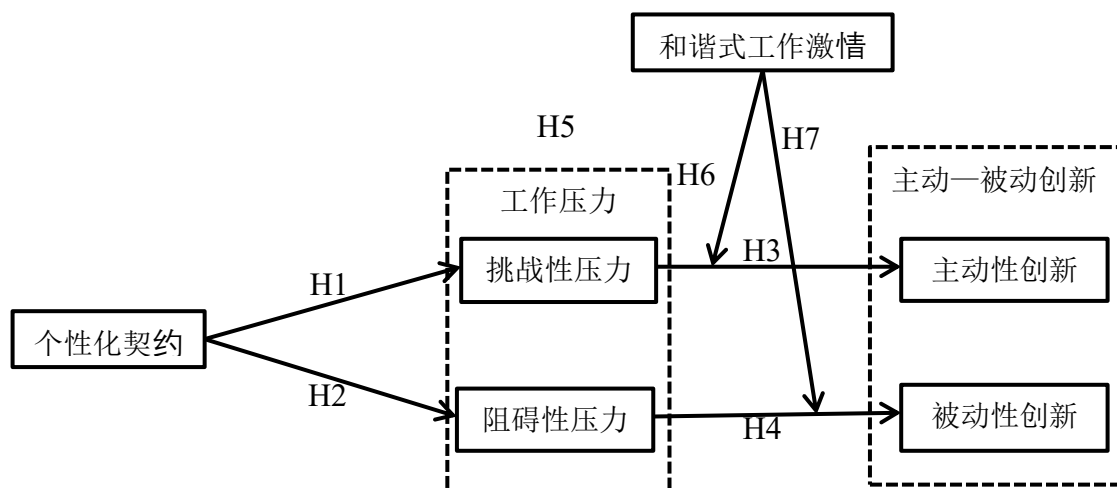 和谐式工作激情
H5
H7
H6
工作压力
主动—被动创新
挑战性压力
H3
主动性创新
H1
个性化契约
H2
阻碍性压力
H4
被动性创新